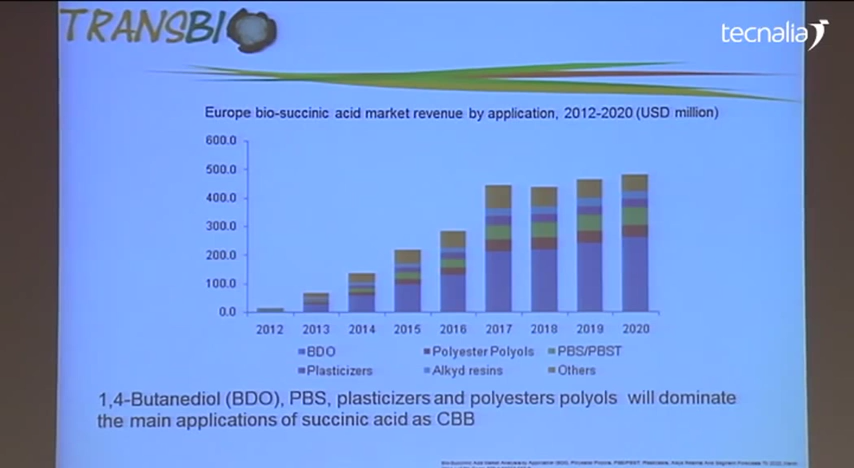 TRANSBIO
tecnalia
Europe bio-succinic acid market revenue by application, 2012-2020 (USD million)
600.0
500.0
400.0
300.0
200.0
100.0
0.0
2012 2013 2014 2015 2016 2017 2018 2019 2020
BDO Polyester Polyols PBS/PBST
Plasticizers Alkyd resins Others
1,4-Butanediol (BDO), PBS, plasticizers and polyesters polyols will dominate
the main applications of succinic acid as CBB